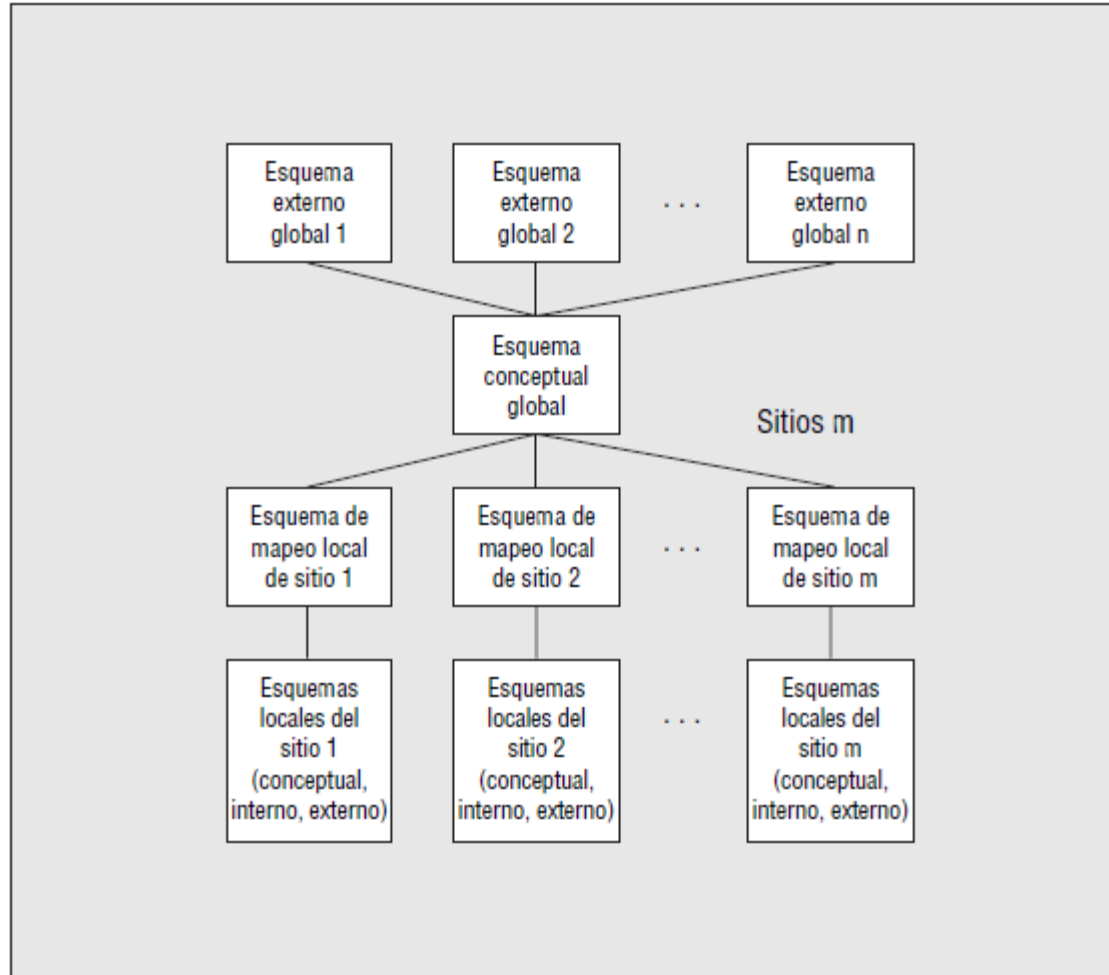 Esquema
externo
global 1
Esquema
externo
global 2
. . .
Esquema
externo
global n
Esquema
conceptual
global
Sitios m
Esquema de
mapeo local
de sitio 1
Esquema de
mapeo local
de sitio 2
. . .
Esquema de
mapeo local
de sitio m
Esquemas
locales del
sitio 1
(conceptual,
interno, externo)
Esquemas
locales del
sitio 2
(conceptual,
interno, externo)
. . .
Esquemas
locales del
sitio m
(conceptual,
interno, externo)